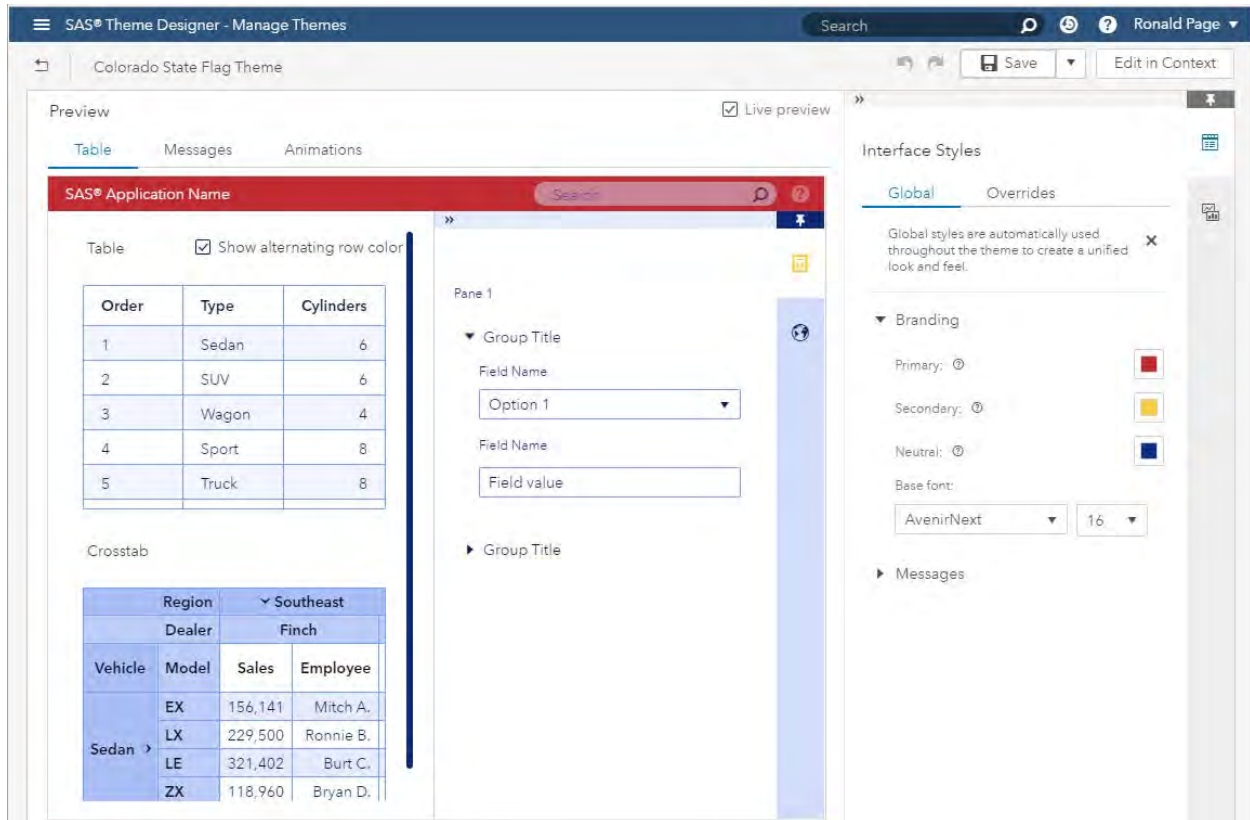 SAS® Theme Designer - Manage Themes
Search
Ronald Page
Colorado State Flag Theme
Save
Edit in Context
Preview
Live preview
Table Messages Animations
SAS® Application Name
Search
Table
Show alternating row color
Order Type Cylinders
1 Sedan 6
2 SUV 6
3 Wagon 4
4 Sport 8
5 Truck 8
Crosstab
Region Southeast
Dealer Finch
Vehicle Model Sales Employee
Sedan
EX 156,141 Mitch A.
LX 229,500 Ronnie B.
LE 321,402 Burt C.
ZX 118,960 Bryan D.
Pane 1
Group Title
Field Name
Option 1
Field Name
Field value
Group Title
Interface Styles
Global Overrides
Global styles are automatically used
throughout the theme to create a unified
look and feel.
Branding
Primary:
Secondary:
Neutral:
Base font:
AvenirNext 16
Messages